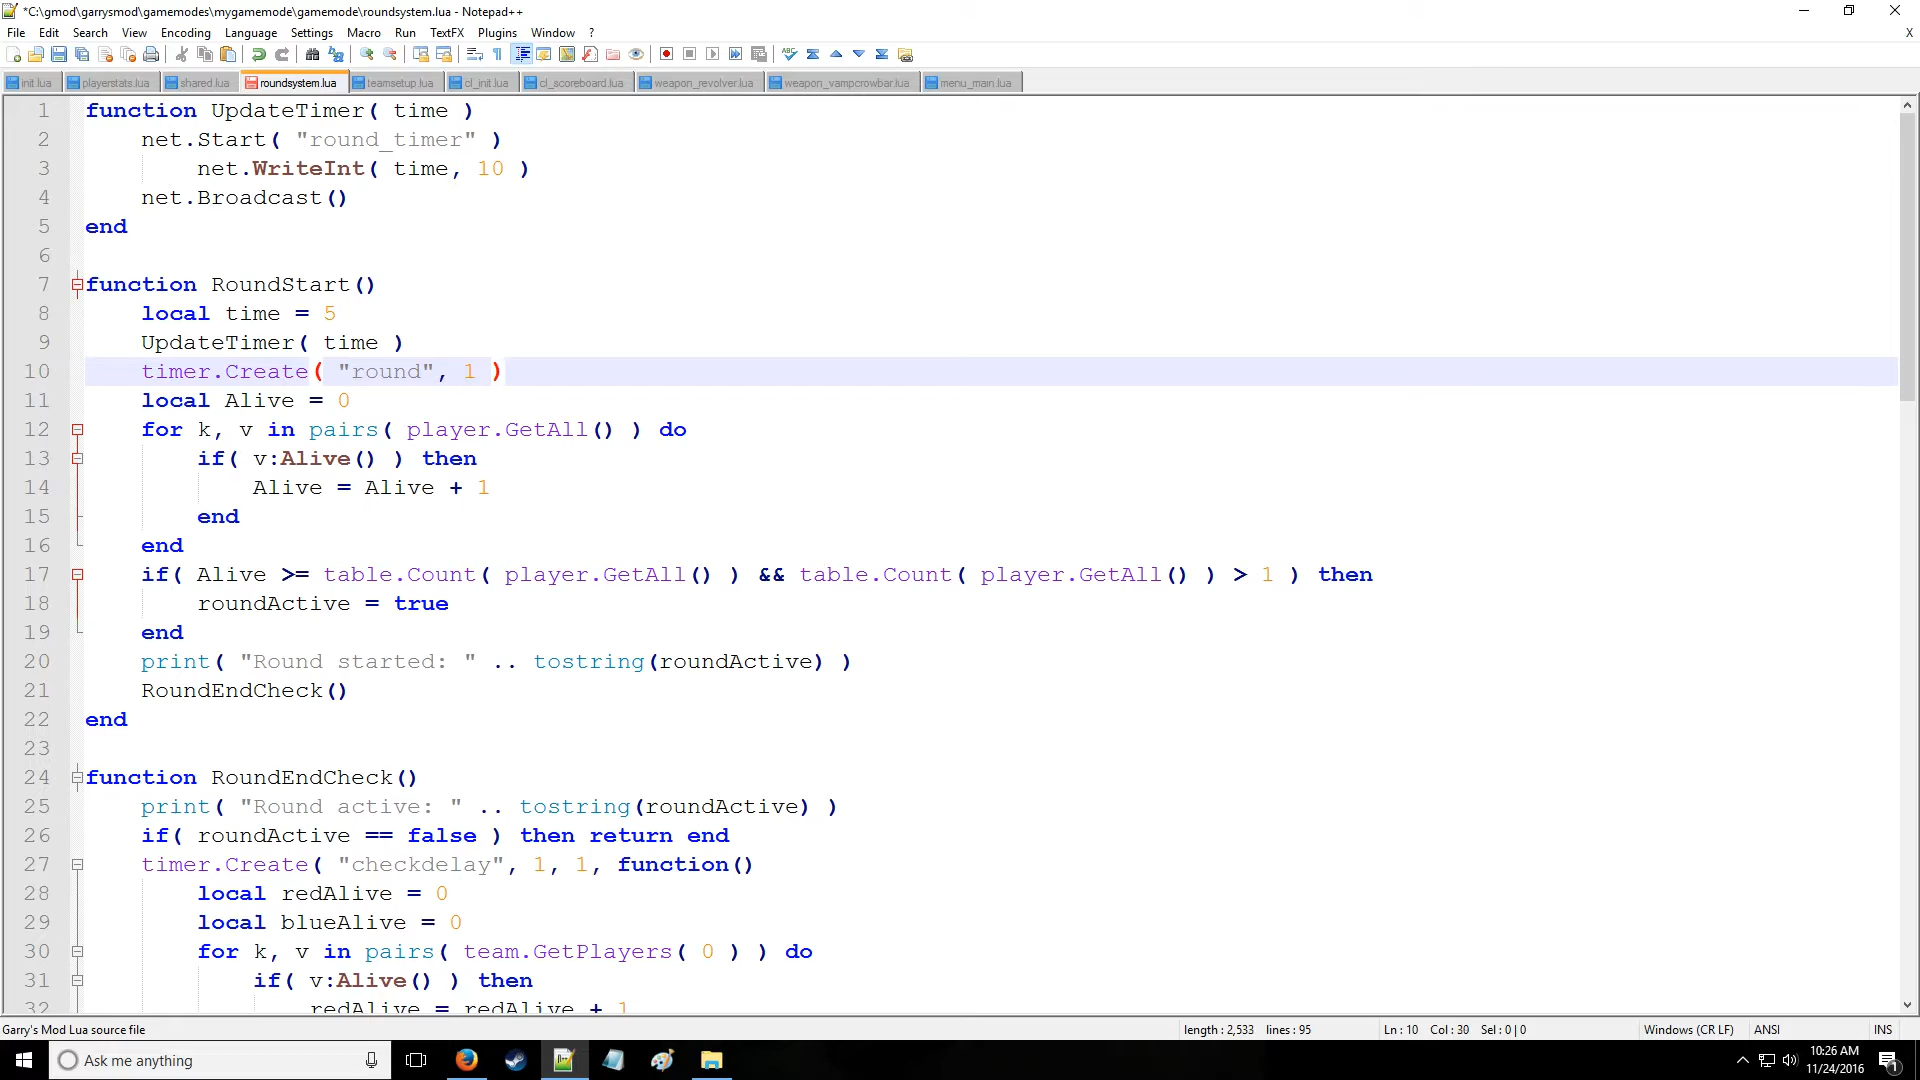 *C:\gmod\garrysmod\gamemodes\mygamemode\gamemode\roundsystem.lua - Notepad++
File Edit Search View Encoding Language Settings Macro Run TextFX Plugins Window ? X
init.lua playerstats.lua shared.lua roundsystem.lua teamsetup.lua cl_init.lua cl_scoreboard.lua weapon_revolver.lua weapon_vampcrowbar.lua menu_main.lua
1 function UpdateTimer( time )
2 net.Start( "round_timer" )
3 net.WriteInt( time, 10 )
4 net.Broadcast()
5 end
6
7 function RoundStart()
8 local time = 5
9 UpdateTimer( time )
10 timer.Create( "round", 1 )
11 local Alive = 0
12 for k, v in pairs( player.GetAll() ) do
13 if( v:Alive() ) then
14 Alive = Alive + 1
15 end
16 end
17 if( Alive >= table.Count( player.GetAll() ) && table.Count( player.GetAll() ) > 1 ) then
18 roundActive = true
19 end
20 print( "Round started: " .. tostring(roundActive) )
21 RoundEndCheck()
22 end
23
24 function RoundEndCheck()
25 print( "Round active: " .. tostring(roundActive) )
26 if( roundActive == false ) then return end
27 timer.Create( "checkdelay", 1, 1, function()
28 local redAlive = 0
29 local blueAlive = 0
30 for k, v in pairs( team.GetPlayers( 0 ) ) do
31 if( v:Alive() ) then
32 redAlive = redAlive + 1
Garry's Mod Lua source file length : 2,533 lines : 95 Ln : 10 Col : 30 Sel : 0 | 0 Windows (CR LF) ANSI INS
Ask me anything
10:26 AM
11/24/2016
1